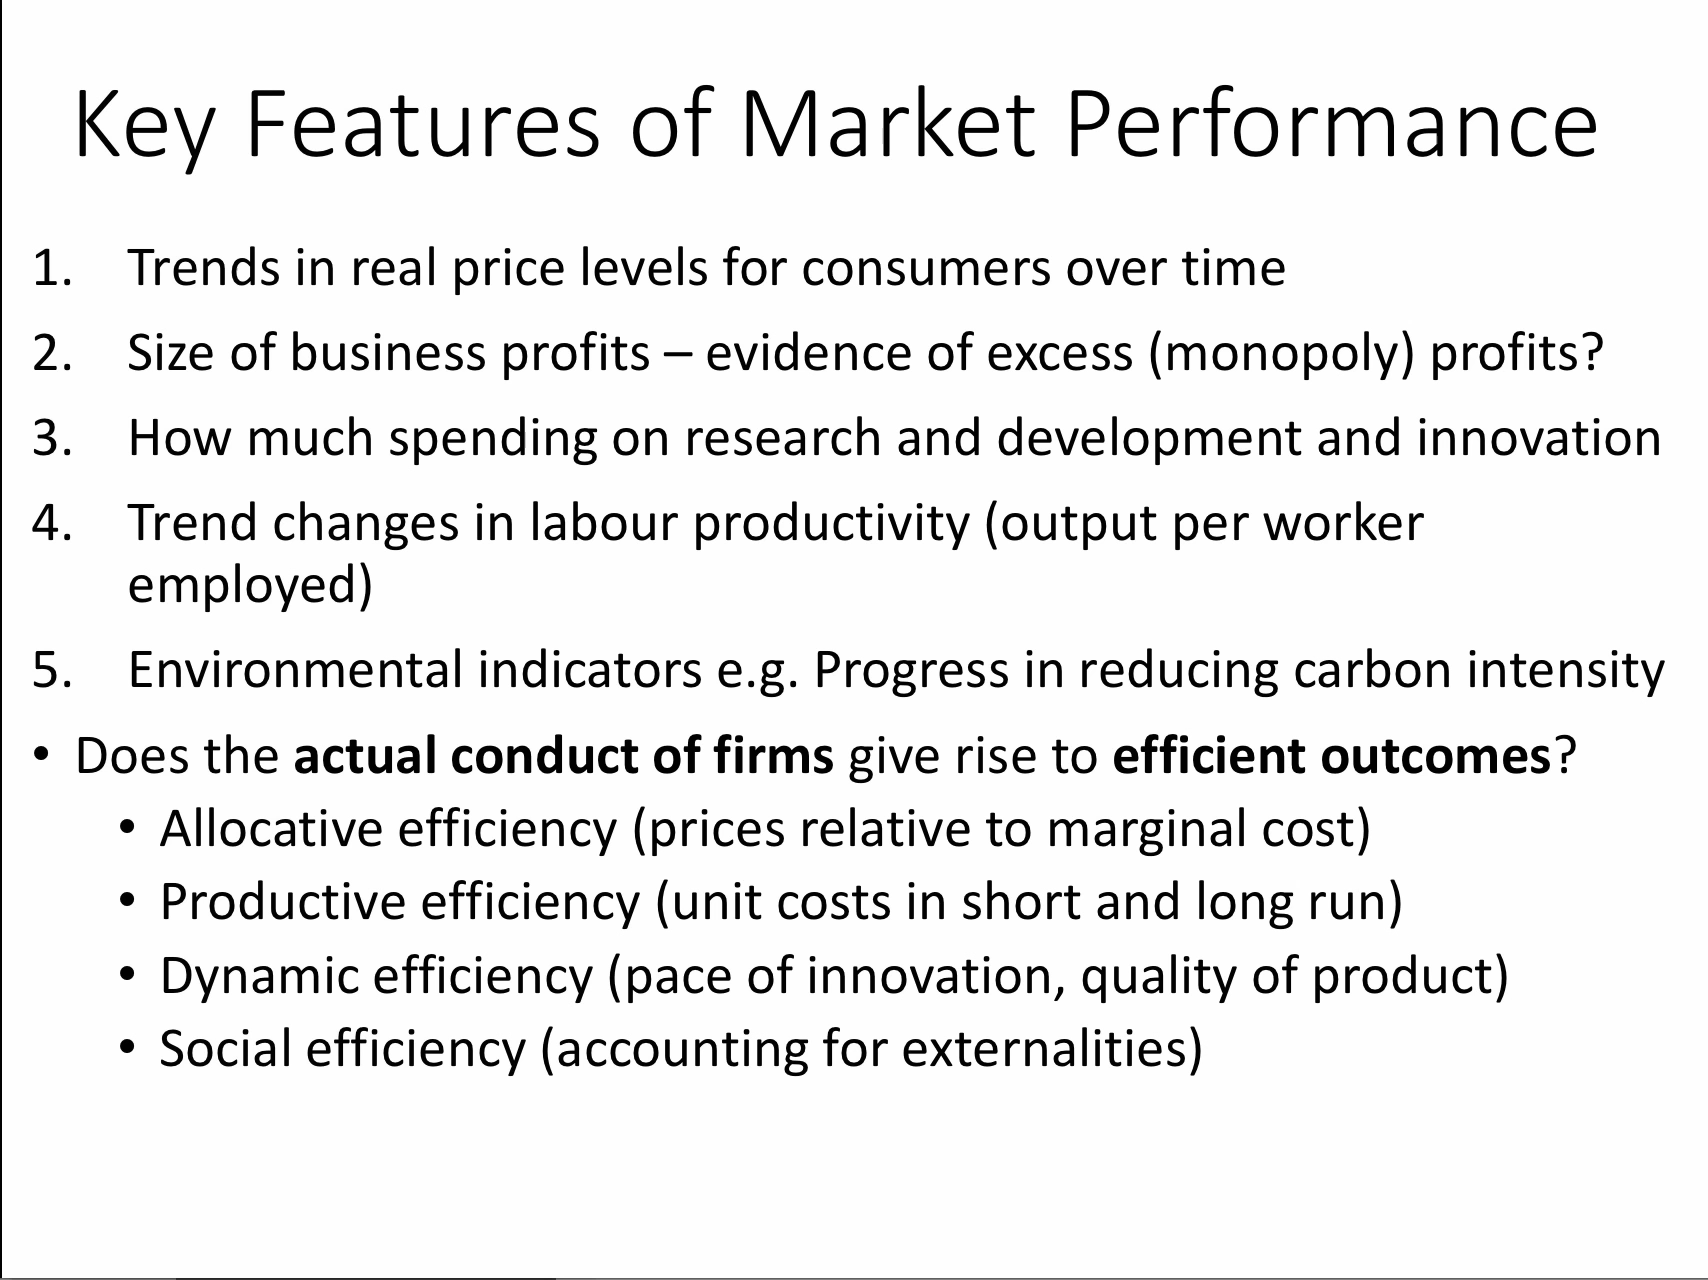 Key Features of Market Performance
1. Trends in real price levels for consumers over time
2. Size of business profits – evidence of excess (monopoly) profits?
3. How much spending on research and development and innovation
4. Trend changes in labour productivity (output per worker
employed)
5. Environmental indicators e.g. Progress in reducing carbon intensity
• Does the actual conduct of firms give rise to efficient outcomes?
• Allocative efficiency (prices relative to marginal cost)
• Productive efficiency (unit costs in short and long run)
• Dynamic efficiency (pace of innovation, quality of product)
• Social efficiency (accounting for externalities)